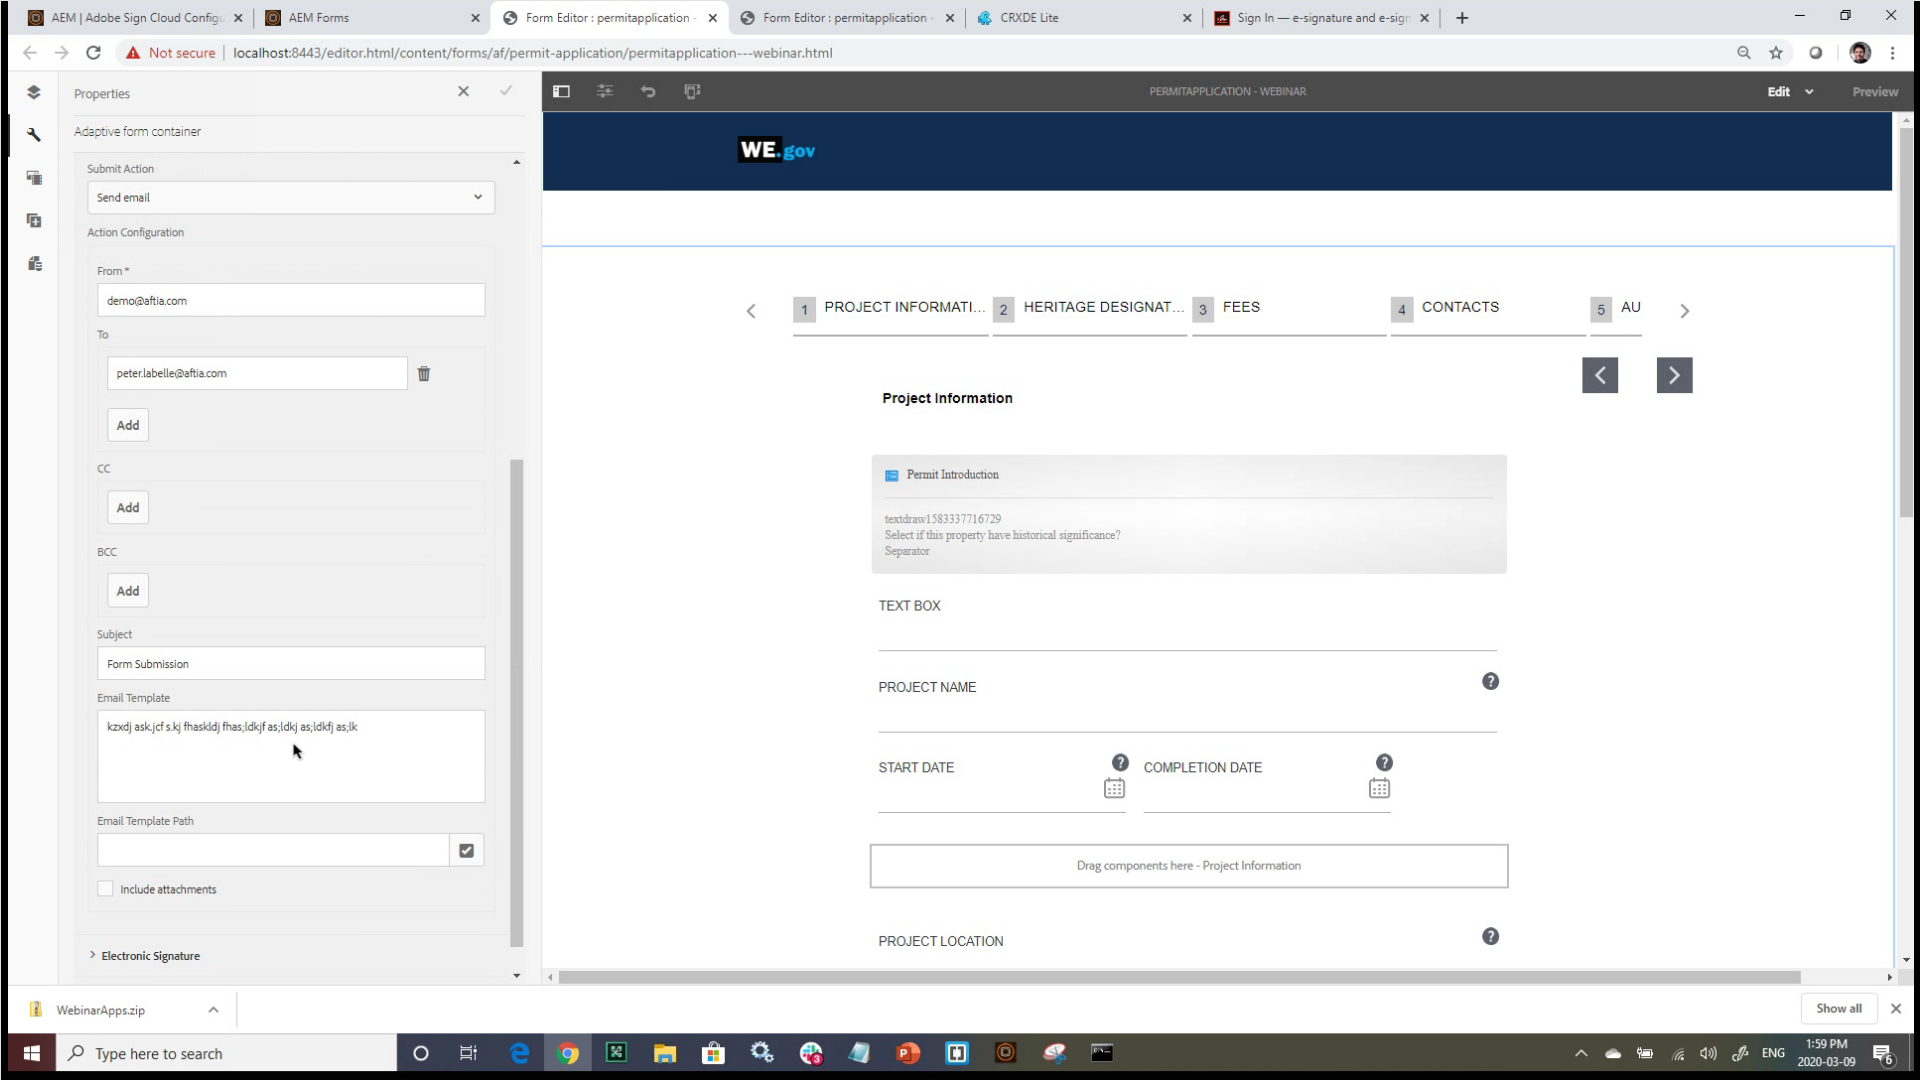 AEM | Adobe Sign Cloud Configu
AEM Forms
Form Editor : permitapplication -
Form Editor : permitapplication -
CRXDE Lite
Sign In — e-signature and e-sign
Not secure
localhost:8443/editor.html/content/forms/af/permit-application/permitapplication---webinar.html
Properties
Adaptive form container
Submit Action
Send email
Action Configuration
From *
demo@aftia.com
To
peter.labelle@aftia.com
Add
CC
Add
BCC
Add
Subject
Form Submission
Email Template
kzxdj ask.jcf s.kj fhaskldj fhas;ldkjf as;ldkj as;ldkfj as;lk
Email Template Path
Include attachments
Electronic Signature
PERMITAPPLICATION - WEBINAR
Edit
Preview
WE.gov
1 PROJECT INFORMATI...
2 HERITAGE DESIGNAT...
3 FEES
4 CONTACTS
5 AU
Project Information
Permit Introduction
textdraw1583337716729
Select if this property have historical significance?
Separator
TEXT BOX
PROJECT NAME
START DATE
COMPLETION DATE
Drag components here - Project Information
PROJECT LOCATION
WebinarApps.zip
Show all
Type here to search
3
ENG
1:59 PM
2020-03-09
6